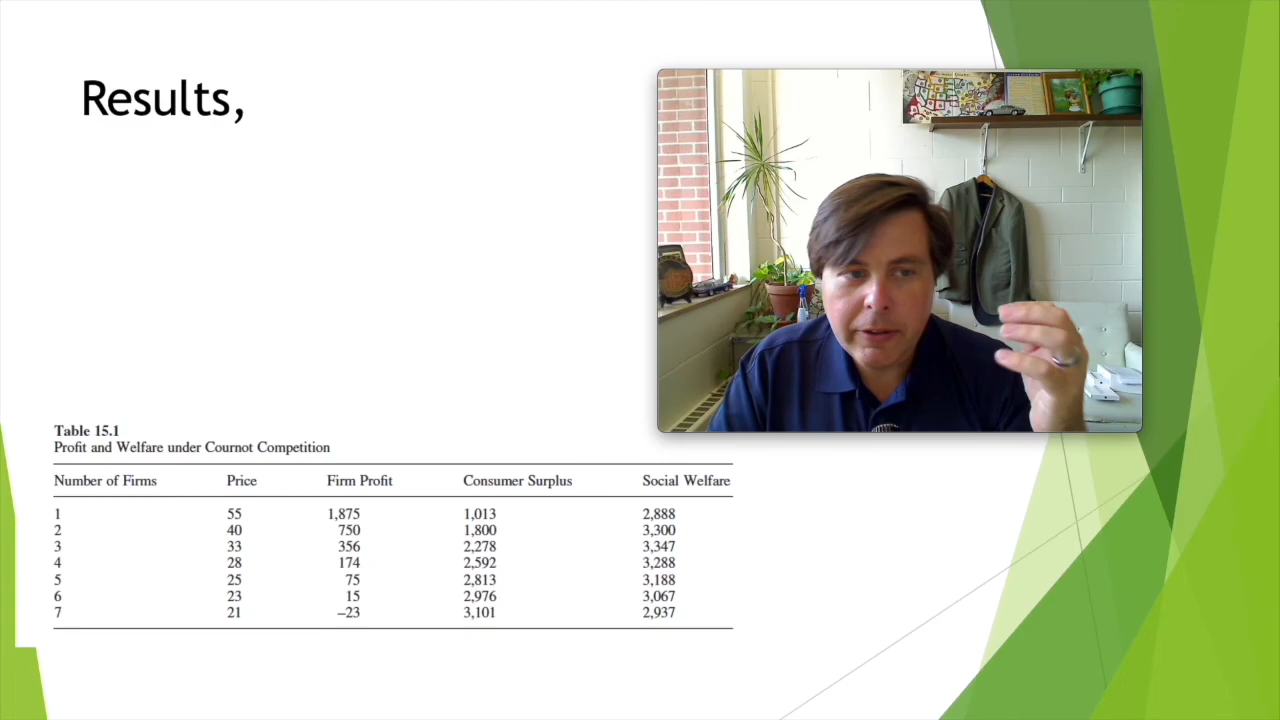 Results,
Table 15.1
Profit and Welfare under Cournot Competition
Number of Firms Price Firm Profit Consumer Surplus Social Welfare
1 55 1,875 1,013 2,888
2 40 750 1,800 3,300
3 33 356 2,278 3,347
4 28 174 2,592 3,288
5 25 75 2,813 3,188
6 23 15 2,976 3,067
7 21 –23 3,101 2,937